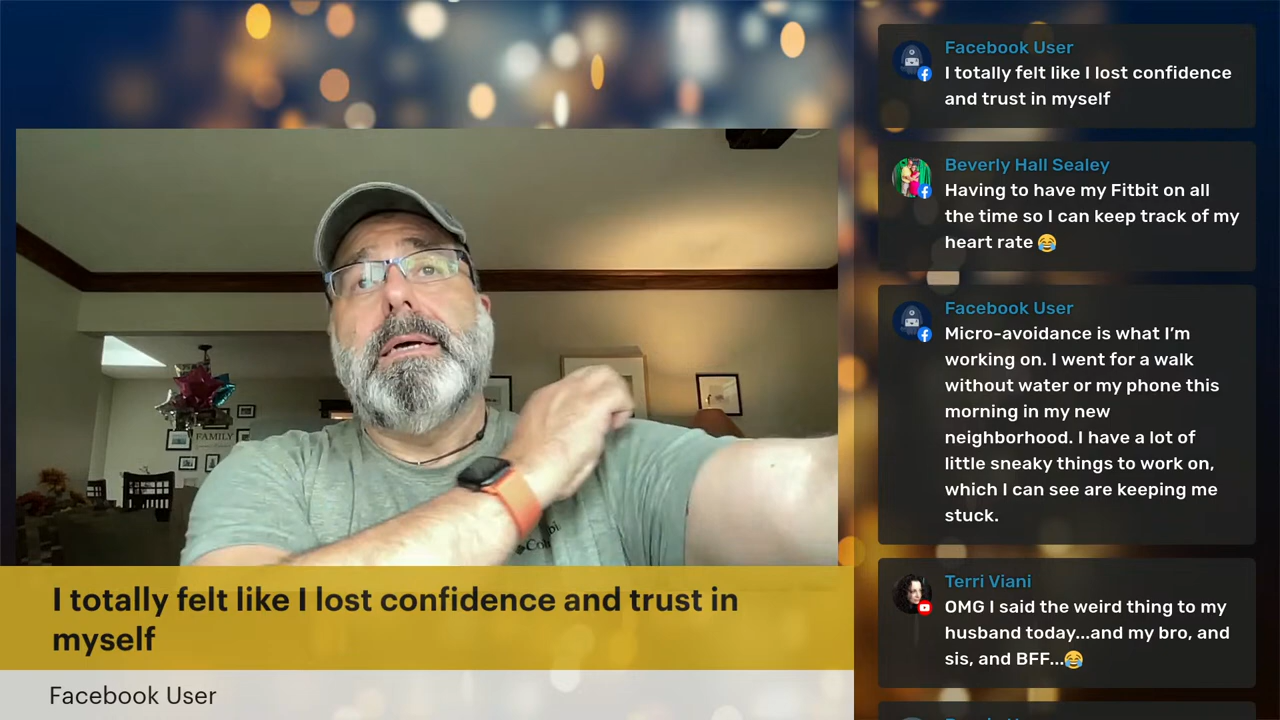 Facebook User
I totally felt like I lost confidence
and trust in myself
Beverly Hall Sealey
Having to have my Fitbit on all
the time so I can keep track of my
heart rate 😂
Facebook User
Micro-avoidance is what I’m
working on. I went for a walk
without water or my phone this
morning in my new
neighborhood. I have a lot of
little sneaky things to work on,
which I can see are keeping me
stuck.
Terri Viani
OMG I said the weird thing to my
husband today...and my bro, and
sis, and BFF...😂
FAMILY
I totally felt like I lost confidence and trust in
myself
Facebook User